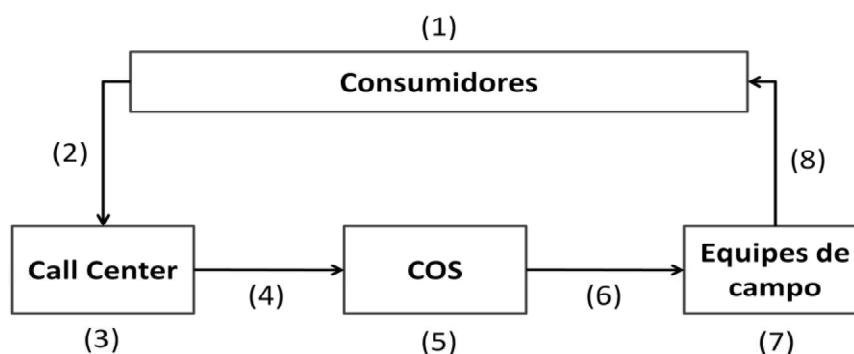 (1)
Consumidores
(2)
(8)
Call Center
COS
Equipes de
campo
(4)
(6)
(3)
(5)
(7)